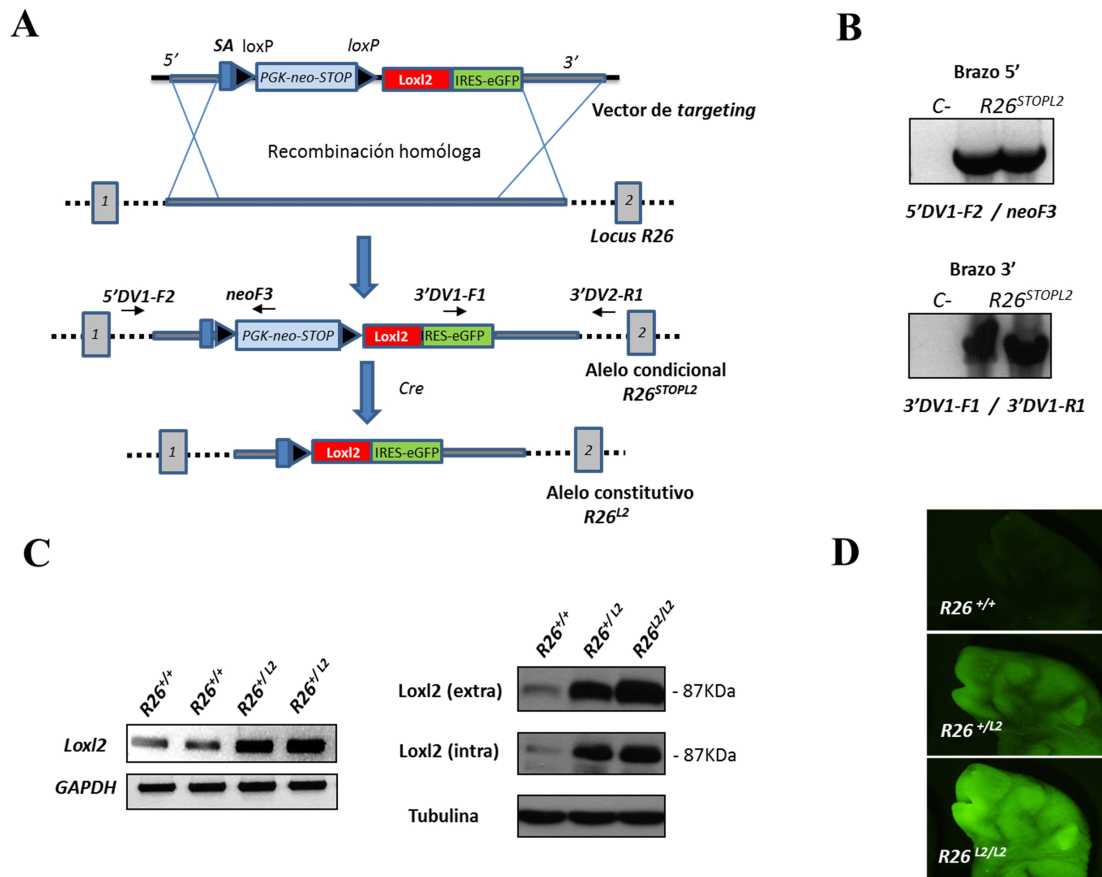 A
5’ SA loxP loxP 3’
PGK-neo-STOP Loxl2 IRES-eGFP
Vector de targeting
Recombinación homóloga
1 2
Locus R26
5’DV1-F2 neoF3 3’DV1-F1 3’DV2-R1
1 PGK-neo-STOP Loxl2 IRES-eGFP 2
Alelo condicional
R26STOPL2
Cre
1 Loxl2 IRES-eGFP 2
Alelo constitutivo
R26L2
B
Brazo 5’
C- R26STOPL2
5’DV1-F2 / neoF3
Brazo 3’
C- R26STOPL2
3’DV1-F1 / 3’DV1-R1
C
R26+/+ R26+/+ R26+/L2 R26+/L2
Loxl2
GAPDH
R26+/+ R26+/L2 R26L2/L2
Loxl2 (extra) - 87KDa
Loxl2 (intra) - 87KDa
Tubulina
D
R26 +/+
R26 +/L2
R26 L2/L2